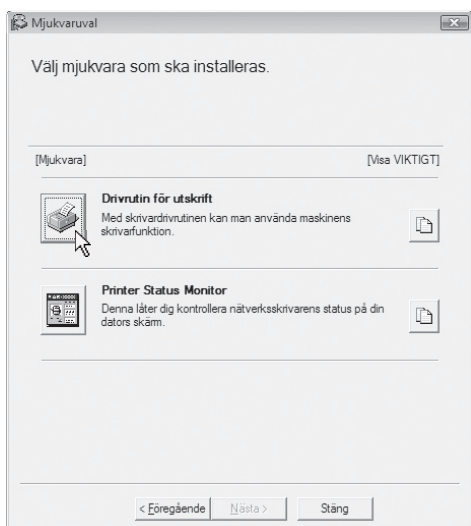 Mjukvaruval
Välj mjukvara som ska installeras.
[Mjukvara] [Visa VIKTIGT]
Drivrutin för utskrift
Med skrivardrivrutinen kan man använda maskinens
skrivarfunktion.
Printer Status Monitor
Denna låter dig kontrollera nätverksskrivarens status på din
dators skärm.
< Föregående Nästa > Stäng